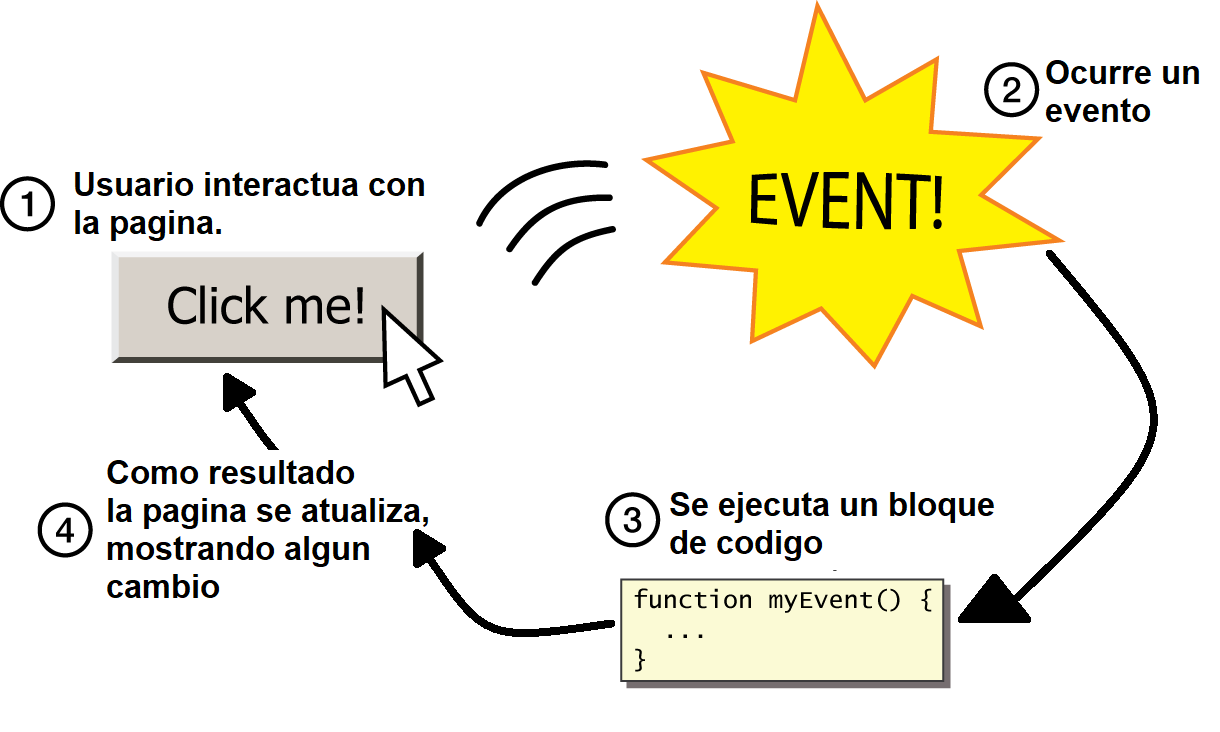 1
Usuario interactua con
la pagina.
Click me!
EVENT!
2
Ocurre un
evento
3
Se ejecuta un bloque
de codigo
function myEvent() {
...
}
4
Como resultado
la pagina se atualiza,
mostrando algun
cambio